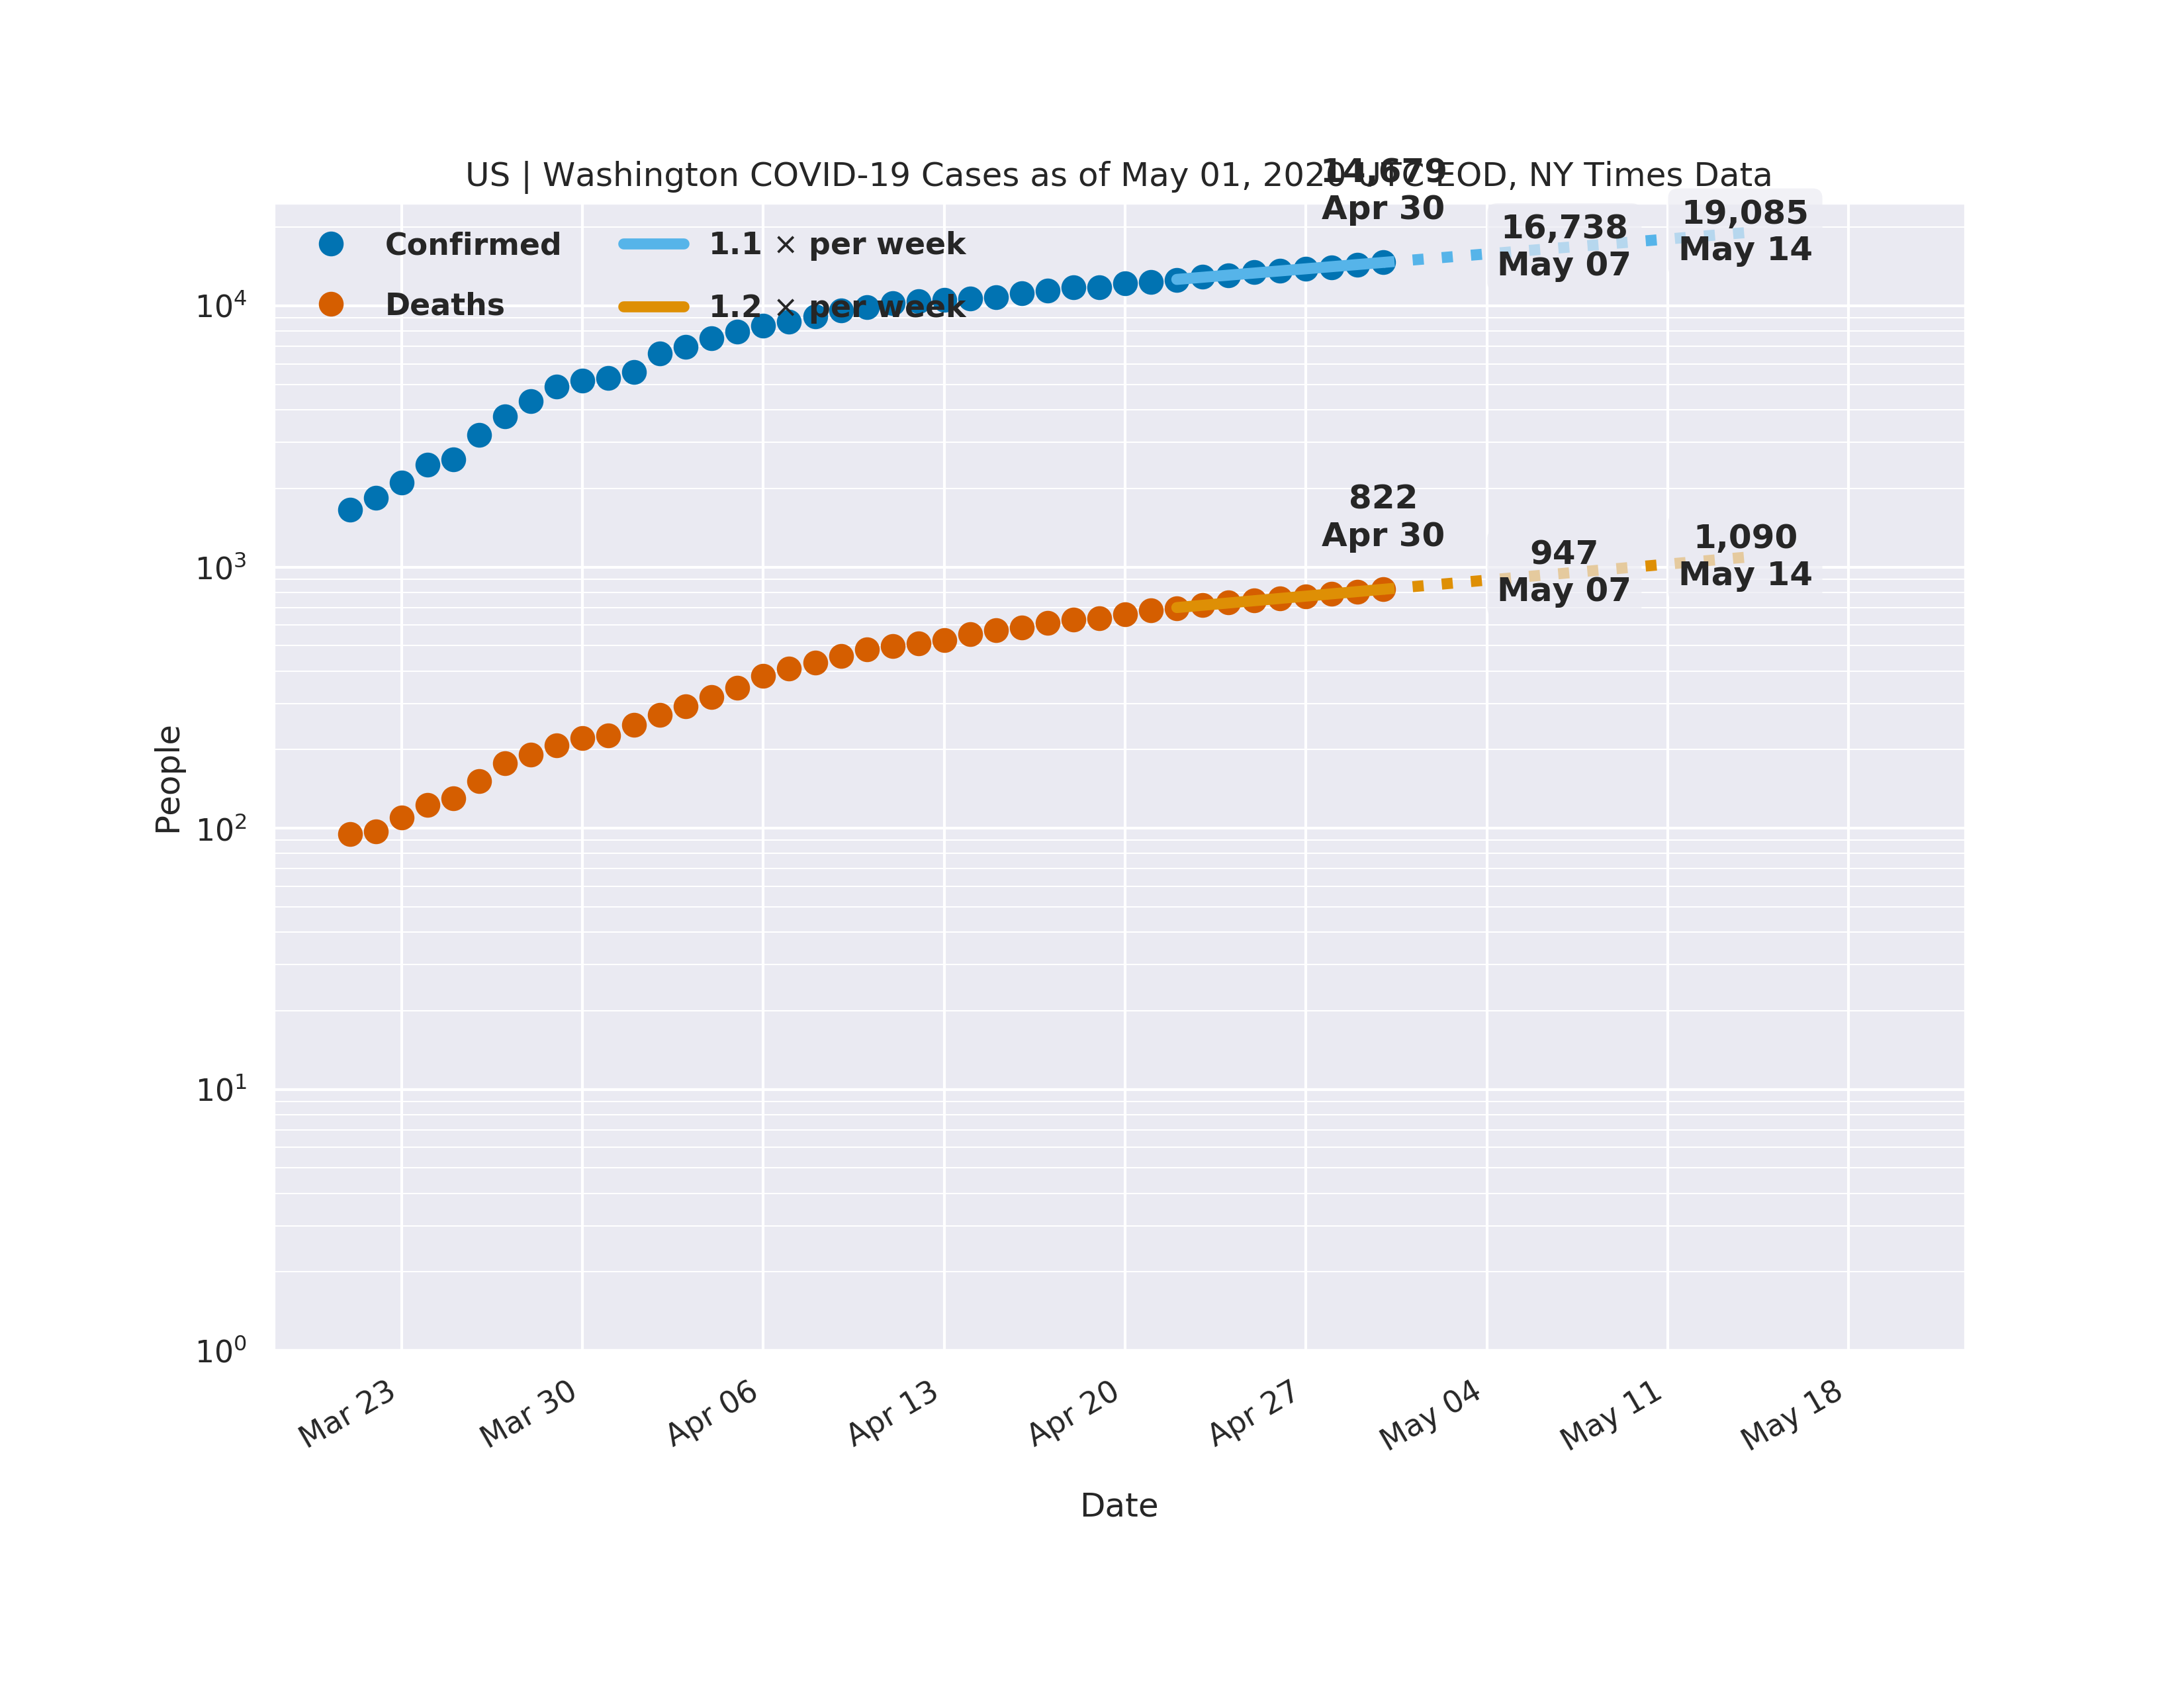 US | Washington COVID-19 Cases as of May 01, 2020 UTC EOD, NY Times Data
14,679
Apr 30
16,738
May 07
19,085
May 14
Confirmed
1.1 × per week
Deaths
1.2 × per week
822
Apr 30
947
May 07
1,090
May 14
People
10⁴
10³
10²
10¹
10⁰
Mar 23
Mar 30
Apr 06
Apr 13
Apr 20
Apr 27
May 04
May 11
May 18
Date